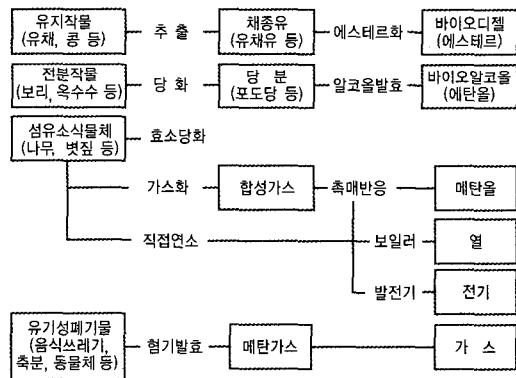 유지작물 추 출 채종유 에스테르화 바이오디젤
(유채, 콩 등) (유채유 등) (에스테르)
전분작물 당 화 당 분 알코올발효 바이오알코올
(보리, 옥수수 등) (포도당 등) (에탄올)
섬유소식물체 효소당화
(나무, 볏짚 등)
가스화 합성가스 촉매반응 메탄올
직접연소 보일러 열
발전기 전기
유기성폐기물
(음식쓰레기, 혐기발효 메탄가스 가 스
축분, 동물체 등)